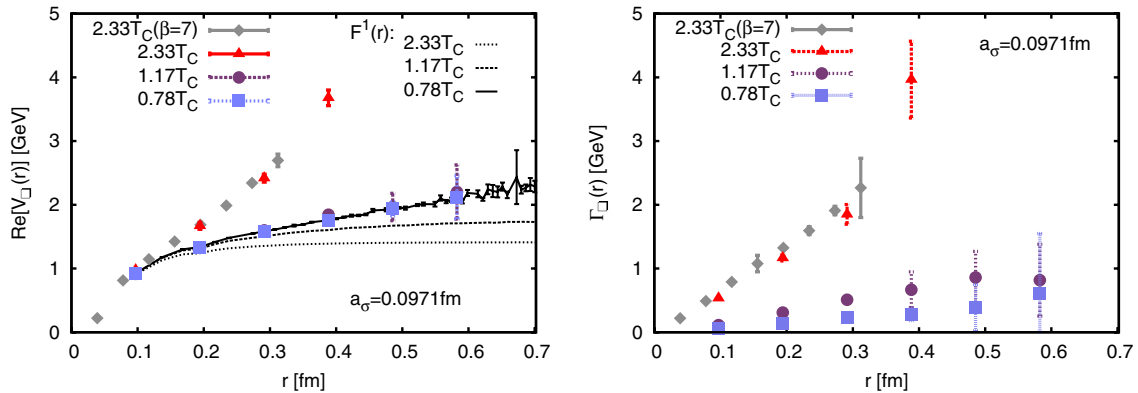 2.33T_C(β=7)
2.33T_C
1.17T_C
0.78T_C
F^1(r):
2.33T_C
1.17T_C
0.78T_C
a_σ=0.0971fm
Re[V_□(r)] [GeV]
5
4
3
2
1
0
0 0.1 0.2 0.3 0.4 0.5 0.6 0.7
r [fm]
2.33T_C(β=7)
2.33T_C
1.17T_C
0.78T_C
a_σ=0.0971fm
Γ_□(r) [GeV]
5
4
3
2
1
0
0 0.1 0.2 0.3 0.4 0.5 0.6 0.7
r [fm]